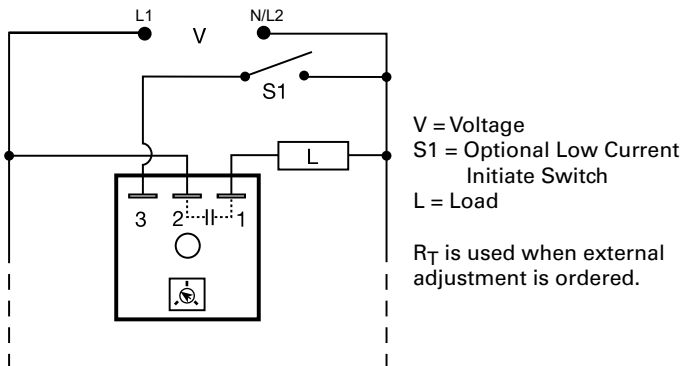 L1 V N/L2
S1
L
3 2 1
V = Voltage
S1 = Optional Low Current
Initiate Switch
L = Load
R_T is used when external
adjustment is ordered.